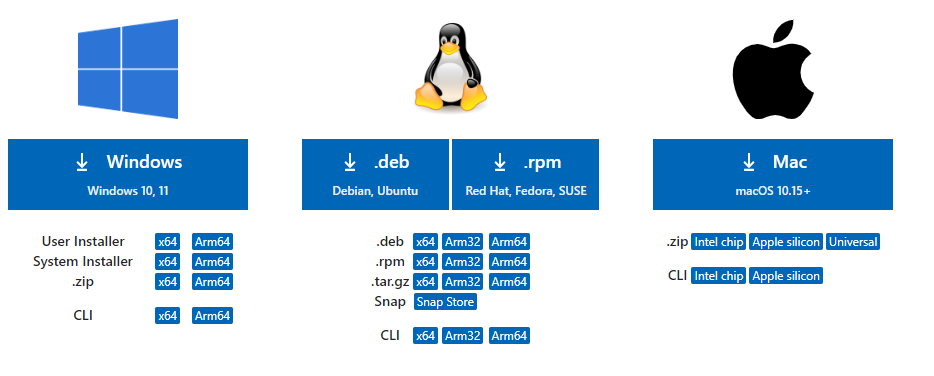 Windows
Windows 10, 11
User Installer x64 Arm64
System Installer x64 Arm64
.zip x64 Arm64
CLI x64 Arm64
.deb
Debian, Ubuntu
.rpm
Red Hat, Fedora, SUSE
.deb x64 Arm32 Arm64
.rpm x64 Arm32 Arm64
.tar.gz x64 Arm32 Arm64
Snap Snap Store
CLI x64 Arm32 Arm64
Mac
macOS 10.15+
.zip Intel chip Apple silicon Universal
CLI Intel chip Apple silicon